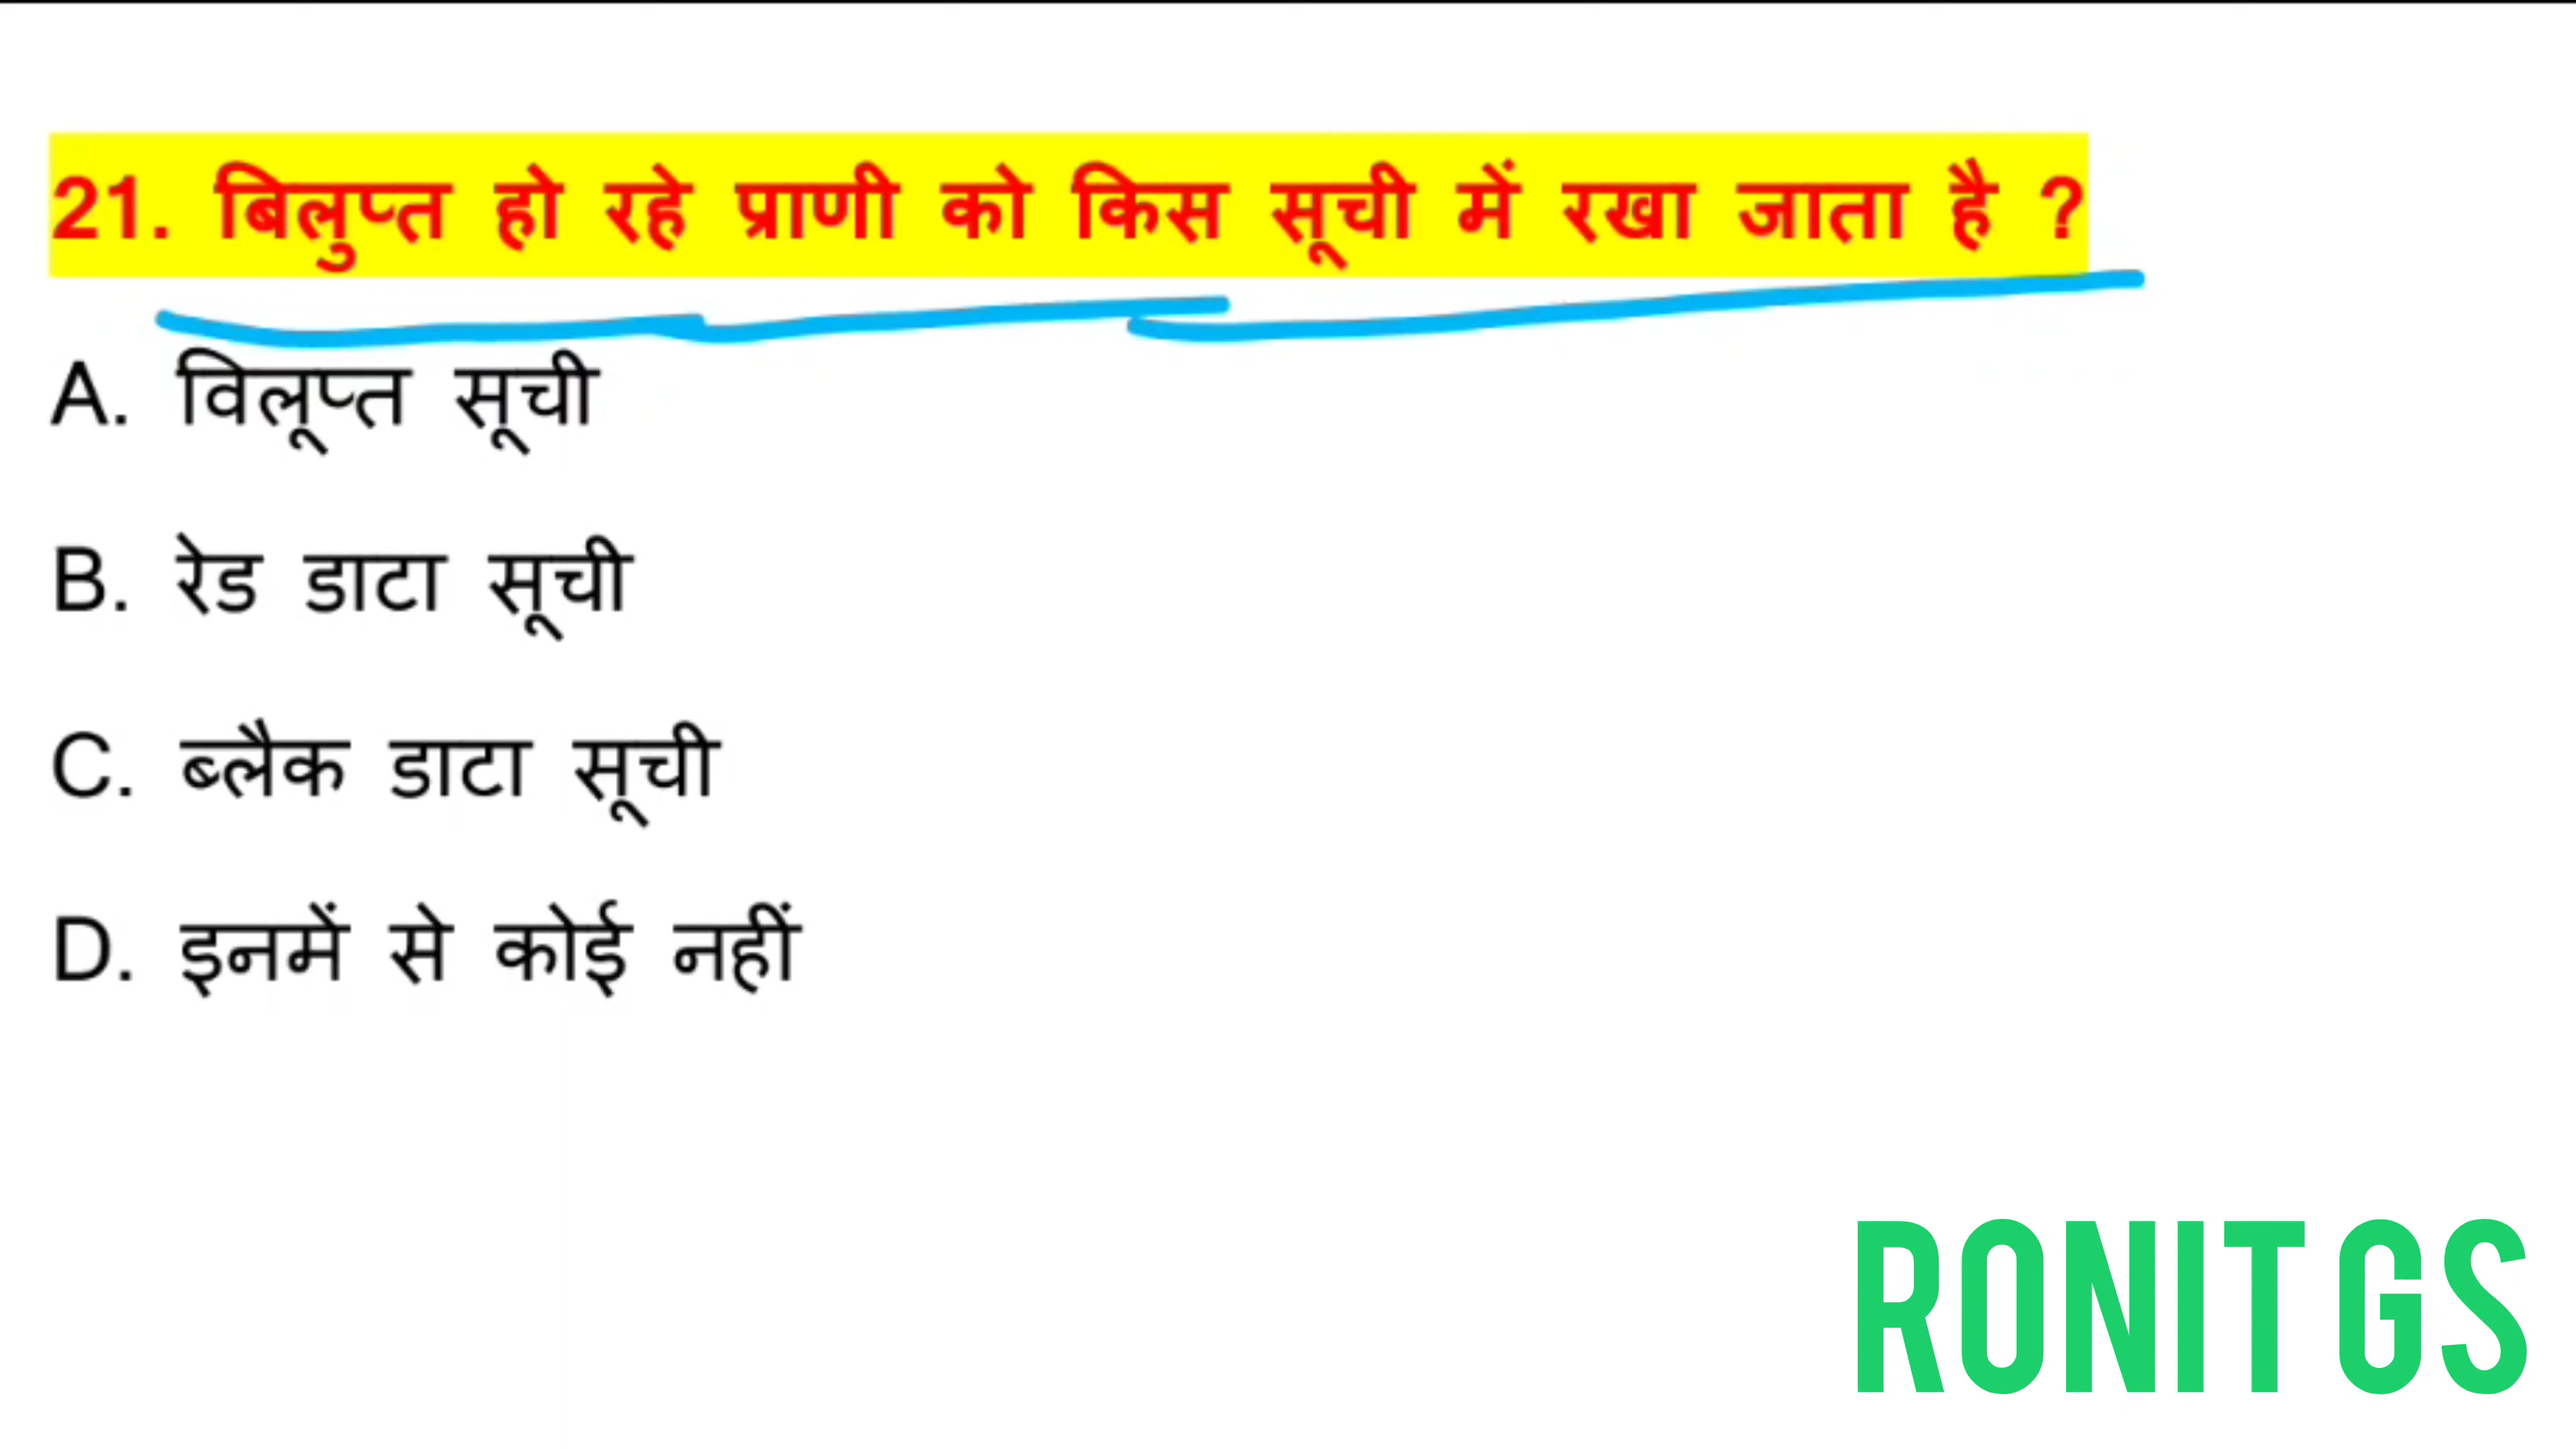 21. बिलुप्त हो रहे प्राणी को किस सूची में रखा जाता है ?
A. विलूप्त सूची
B. रेड डाटा सूची
C. ब्लैक डाटा सूची
D. इनमें से कोई नहीं
RONIT GS